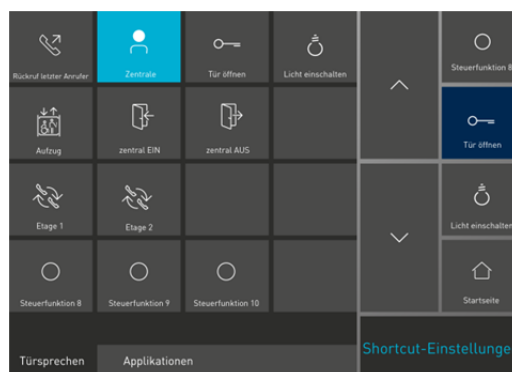 Rückruf letzter Anrufer
Zentrale
Tür öffnen
Licht einschalten
Steuerfunktion 8
Aufzug
zentral EIN
zentral AUS
Tür öffnen
Etage 1
Etage 2
Licht einschalten
Steuerfunktion 8
Steuerfunktion 9
Steuerfunktion 10
Startseite
Türsprechen
Applikationen
Shortcut-Einstellunge